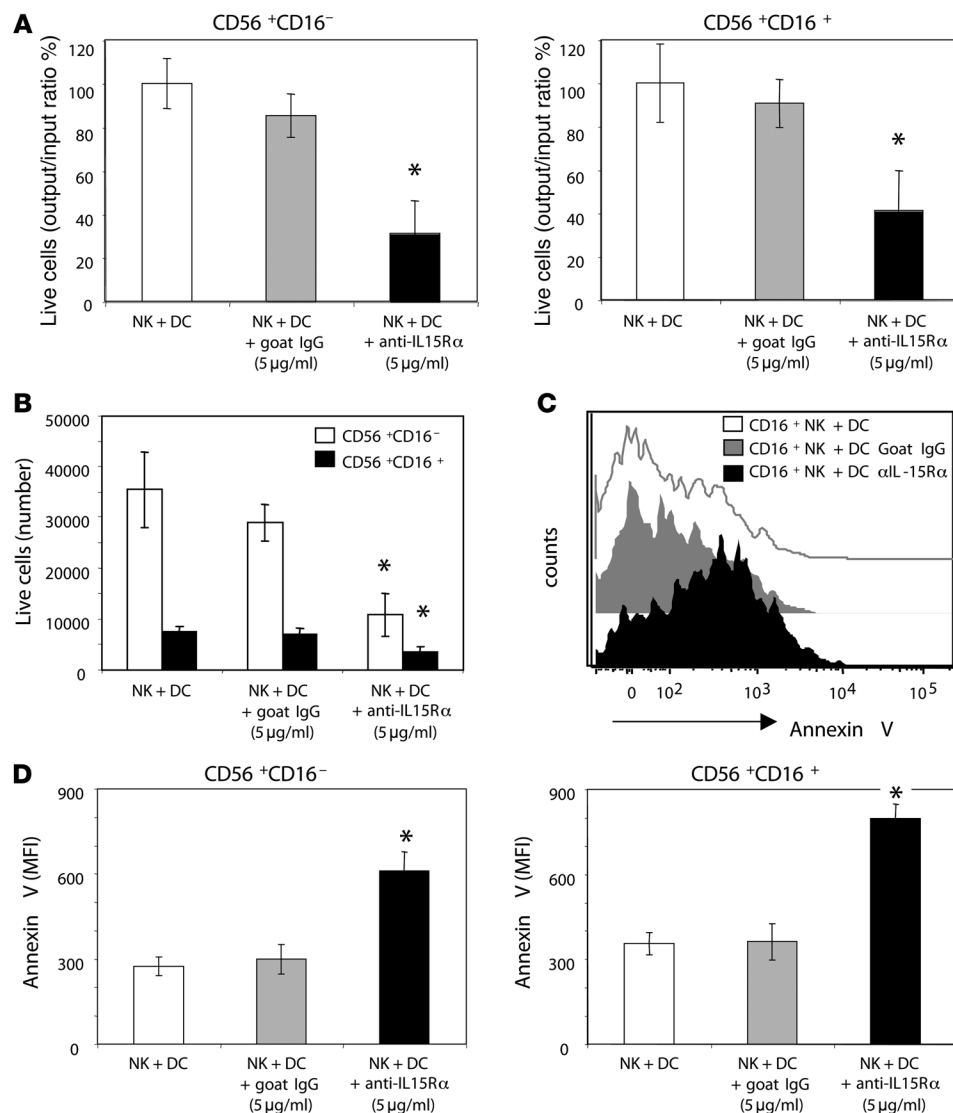 A
CD56 +CD16−
Live cells (output/input ratio %)
120
100
80
60
40
20
0
*
NK + DC
NK + DC
+ goat IgG
(5 µg/ml)
NK + DC
+ anti-IL15Rα
(5 µg/ml)
CD56 +CD16 +
Live cells (output/input ratio %)
120
100
80
60
40
20
0
*
NK + DC
NK + DC
+ goat IgG
(5 µg/ml)
NK + DC
+ anti-IL15Rα
(5 µg/ml)
B
Live cells (number)
50000
40000
30000
20000
10000
0
CD56 +CD16−
CD56 +CD16 +
*
*
NK + DC
NK + DC
+ goat IgG
(5 µg/ml)
NK + DC
+ anti-IL15Rα
(5 µg/ml)
C
CD16 + NK + DC
CD16 + NK + DC Goat IgG
CD16 + NK + DC αIL-15Rα
counts
0
10²
10³
10⁴
10⁵
Annexin V
D
CD56 +CD16−
Annexin V (MFI)
900
600
300
0
*
NK + DC
NK + DC
+ goat IgG
(5 µg/ml)
NK + DC
+ anti-IL15Rα
(5 µg/ml)
CD56 +CD16 +
Annexin V (MFI)
900
600
300
0
*
NK + DC
NK + DC
+ goat IgG
(5 µg/ml)
NK + DC
+ anti-IL15Rα
(5 µg/ml)